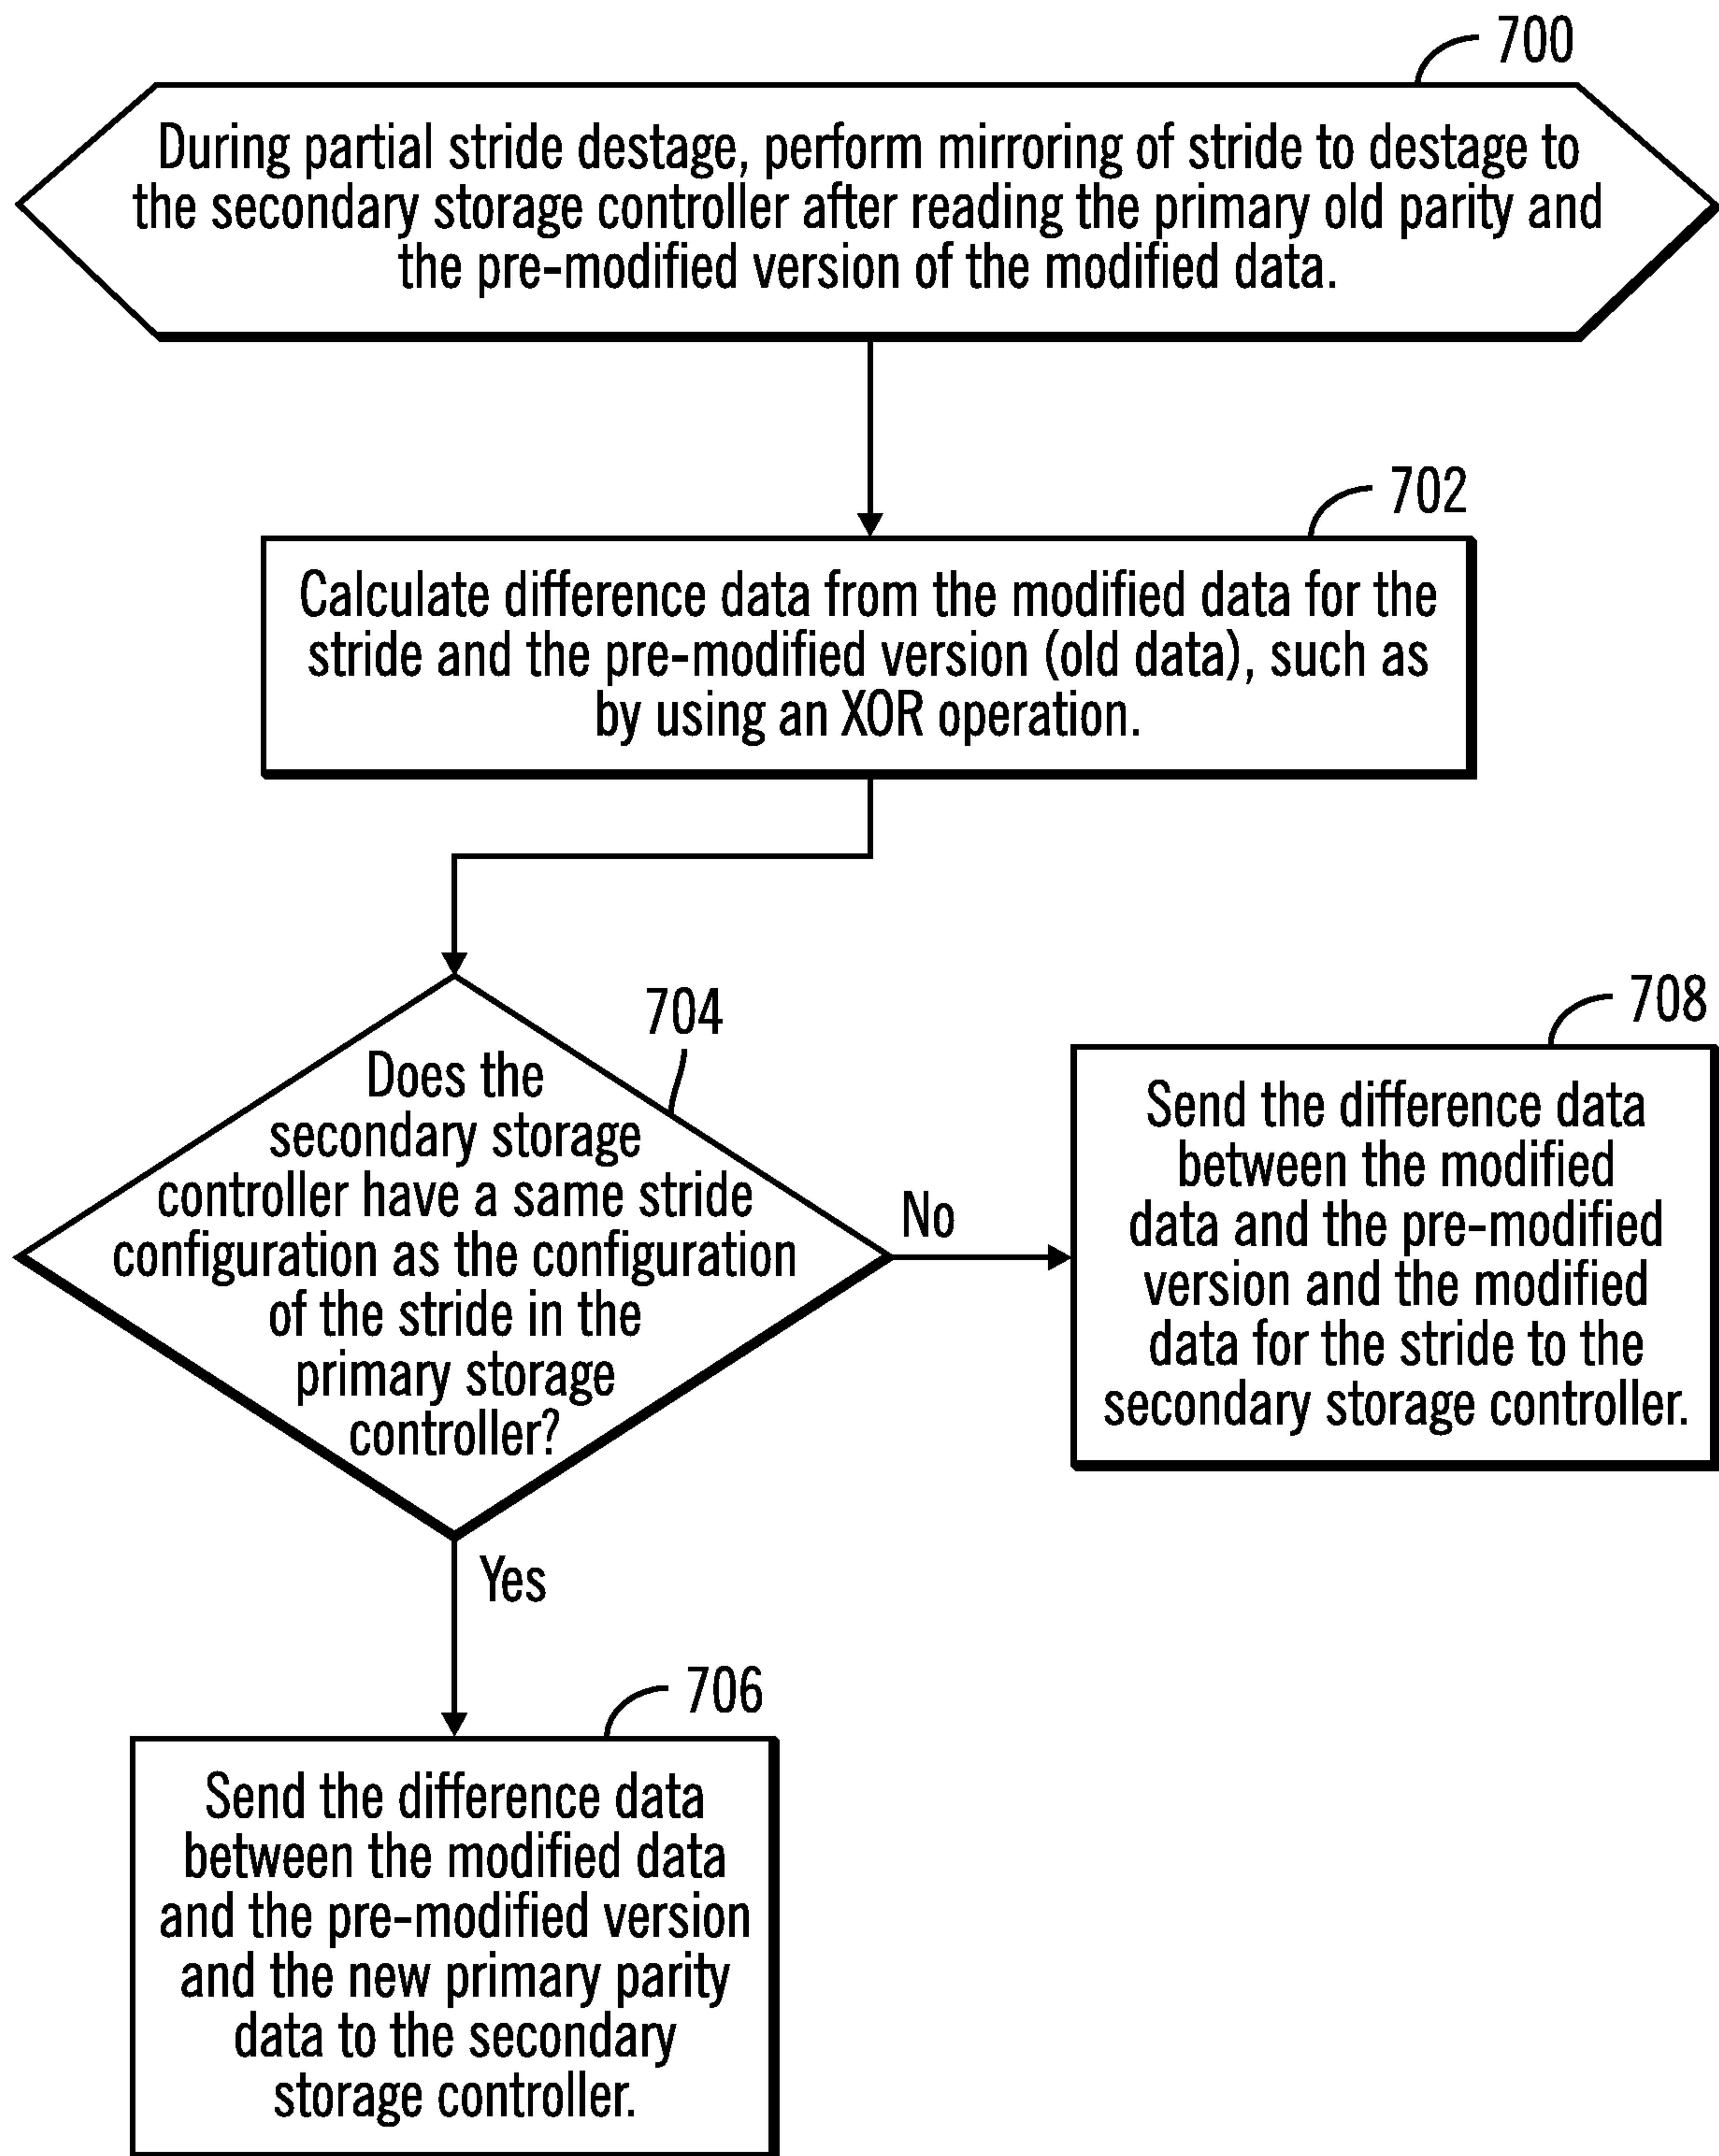 700
During partial stride destage, perform mirroring of stride to destage to
the secondary storage controller after reading the primary old parity and
the pre-modified version of the modified data.
702
Calculate difference data from the modified data for the
stride and the pre-modified version (old data), such as
by using an XOR operation.
704
Does the
secondary storage
controller have a same stride
configuration as the configuration
of the stride in the
primary storage
controller?
No
708
Send the difference data
between the modified
data and the pre-modified
version and the modified
data for the stride to the
secondary storage controller.
Yes
706
Send the difference data
between the modified data
and the pre-modified version
and the new primary parity
data to the secondary
storage controller.